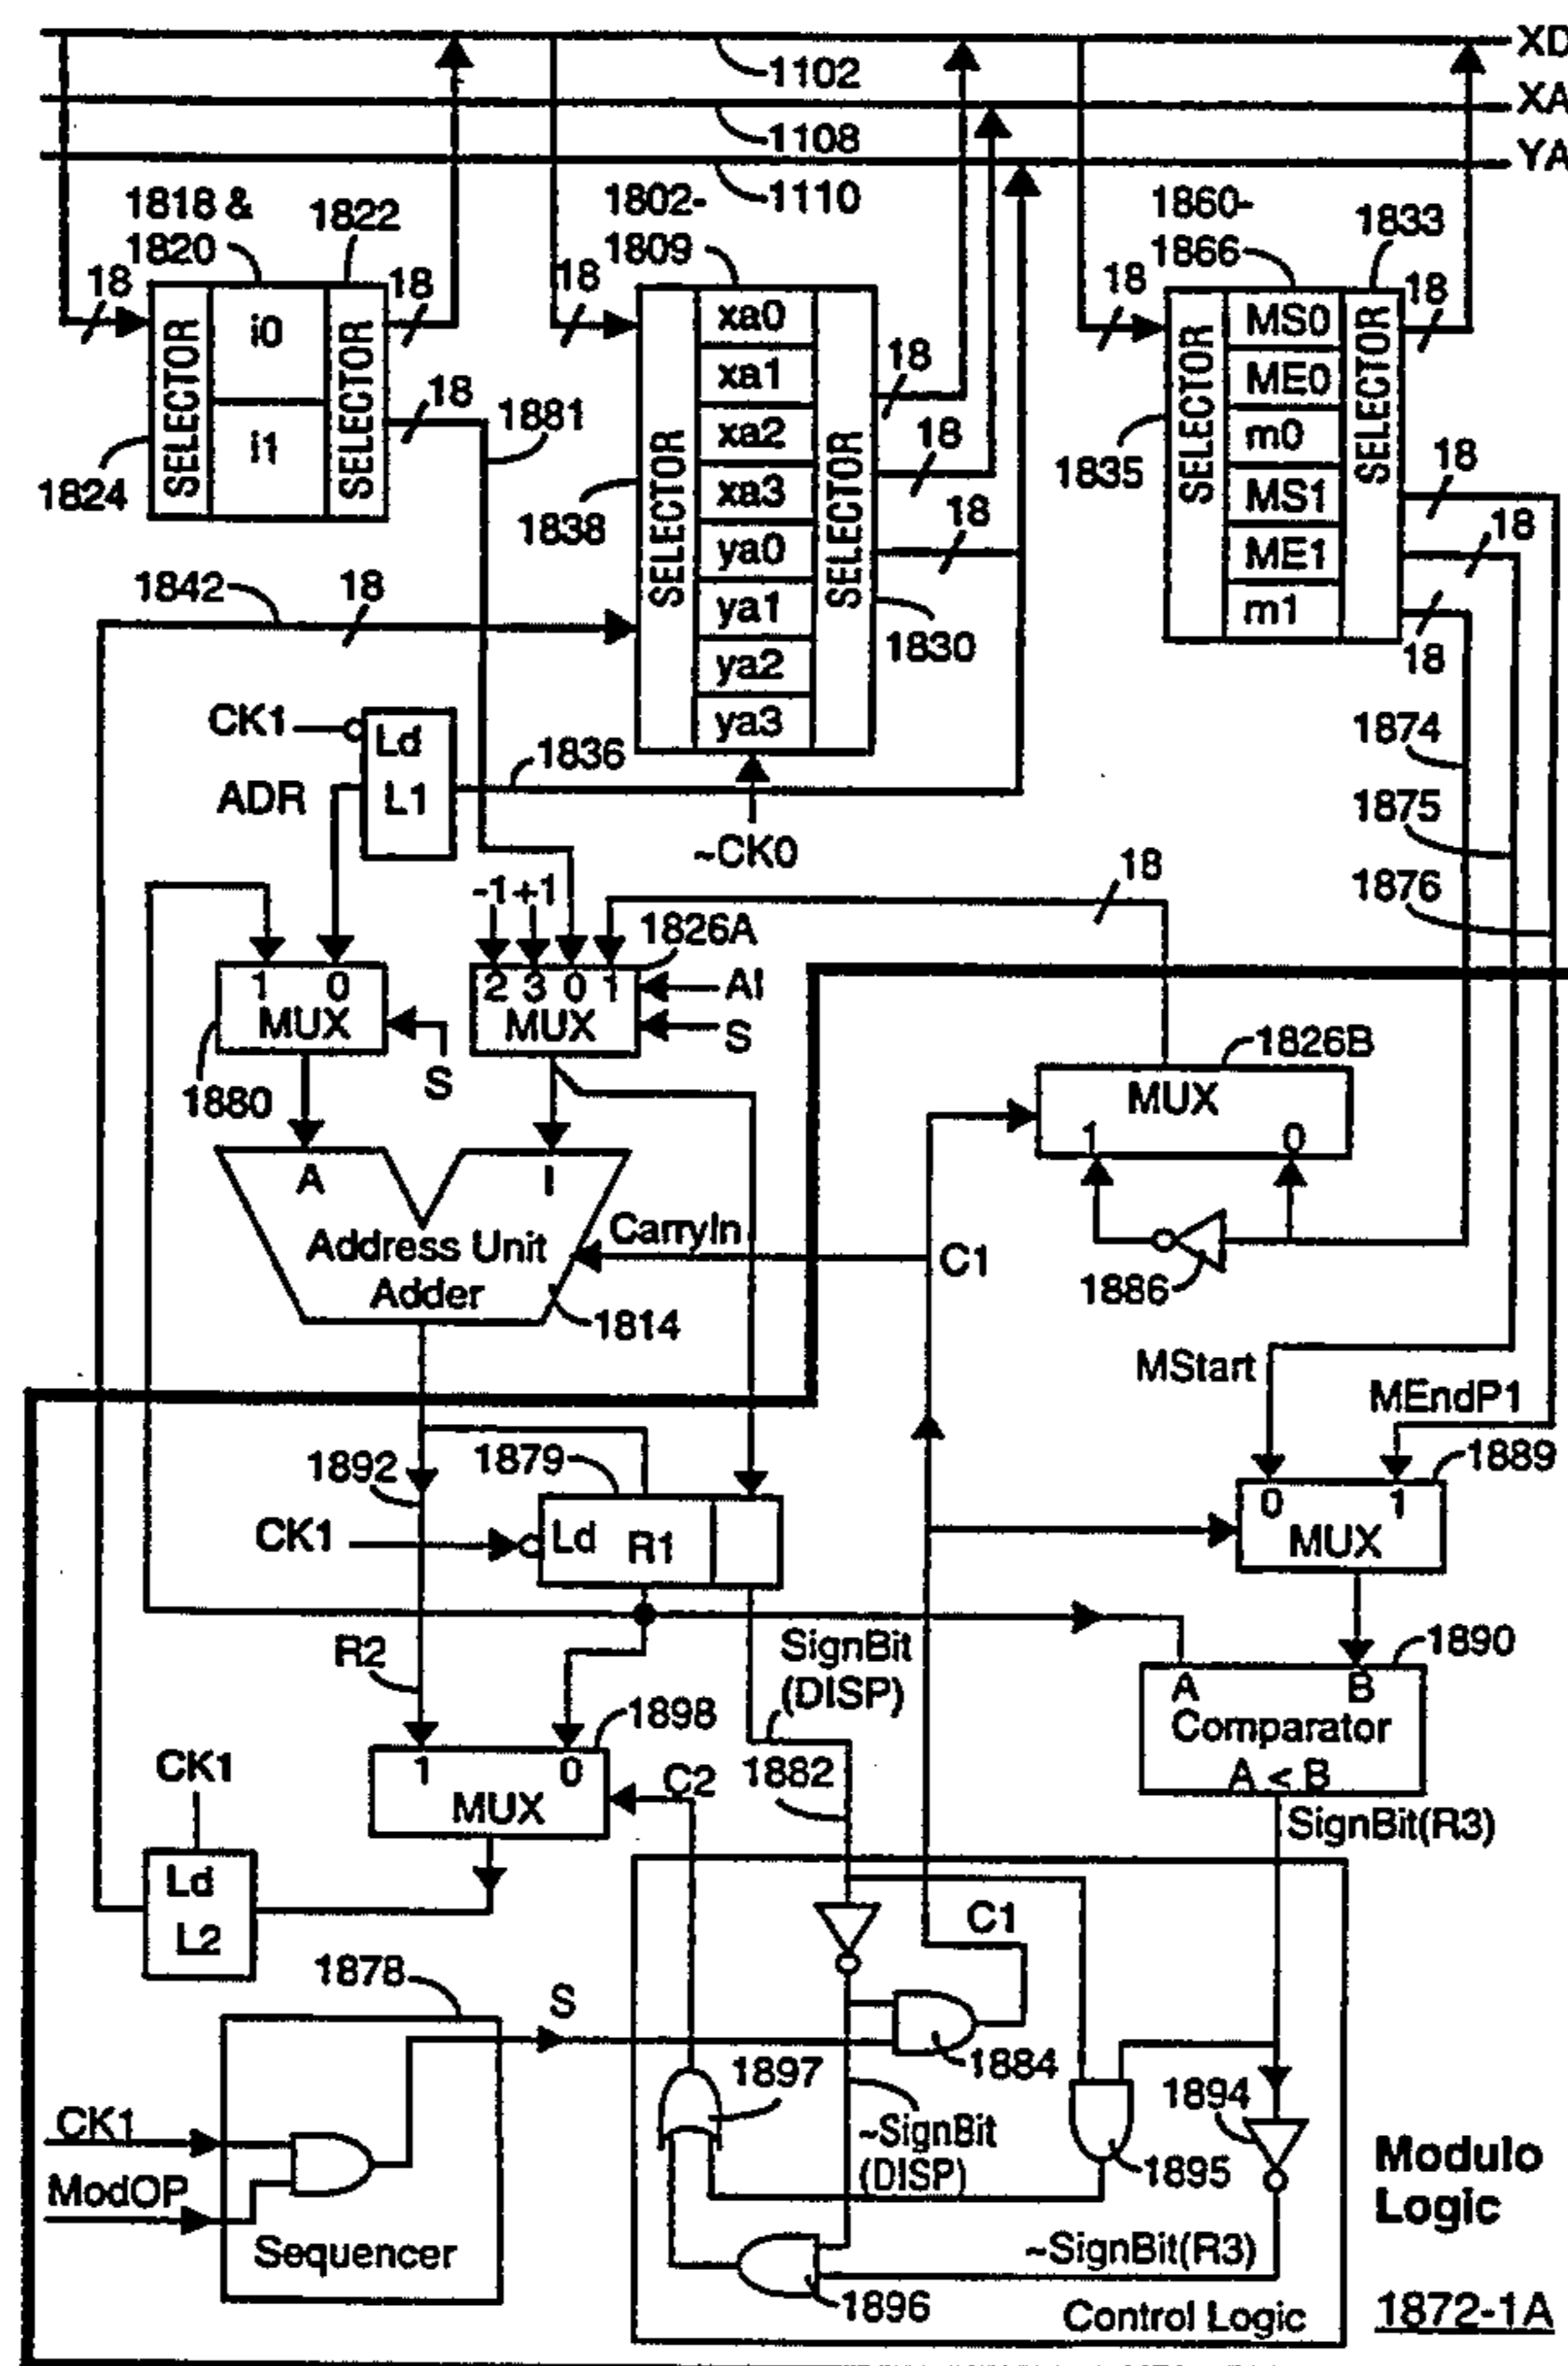 XD
1102
XA
1108
YA
1110
1818 &
1820
1822
1802-
1809
1860-
1866
1833
18
18
18
18
18
SELECTOR
i0
i1
SELECTOR
18
1881
1824
SELECTOR
xa0
xa1
xa2
xa3
ya0
ya1
ya2
ya3
SELECTOR
18
18
18
1838
1830
SELECTOR
MS0
ME0
m0
MS1
ME1
m1
SELECTOR
1835
18
18
18
1842
18
CK1
Ld
L1
ADR
1836
~CK0
1874
1875
1876
18
-1 +1
1826A
1 0
MUX
S
1880
2 3 0 1
MUX
AI
S
1826B
MUX
1 0
1886
A I
Address Unit
Adder
1814
CarryIn
C1
MStart
MEndP1
1889
0 1
MUX
1892
1879
CK1
Ld R1
R2
SignBit
(DISP)
1882
1890
A B
Comparator
A < B
SignBit(R3)
1898
1 0
MUX
C2
CK1
Ld
L2
C1
1878
S
1884
1897
1894
1895
~SignBit
(DISP)
CK1
ModOP
Sequencer
~SignBit(R3)
1896
Control Logic
Modulo
Logic
1872-1A